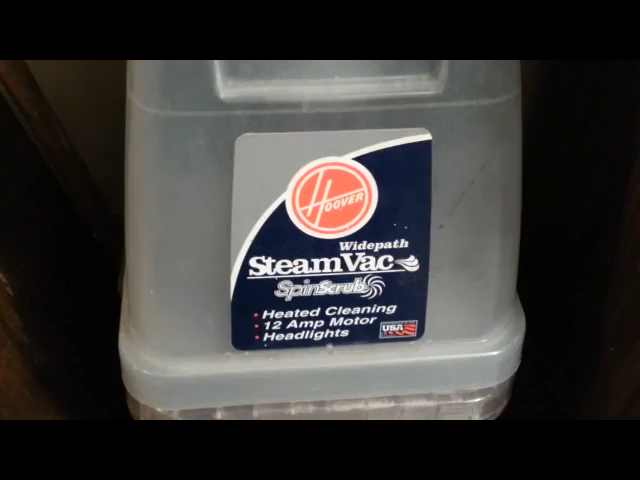 HOOVER
Widepath
SteamVac
SpinScrub
• Heated Cleaning
• 12 Amp Motor
• Headlights
USA